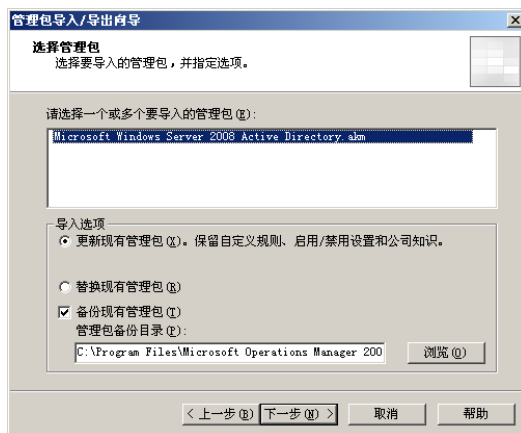 管理包导入/导出向导
选择管理包
选择要导入的管理包,并指定选项。
请选择一个或多个要导入的管理包(E):
Microsoft Windows Server 2008 Active Directory.akm
导入选项
更新现有管理包(X)。保留自定义规则、启用/禁用设置和公司知识。
替换现有管理包(R)
备份现有管理包(T)
管理包备份目录(P):
C:\Program Files\Microsoft Operations Manager 200
浏览(O)
< 上一步(B)
下一步(N) >
取消
帮助